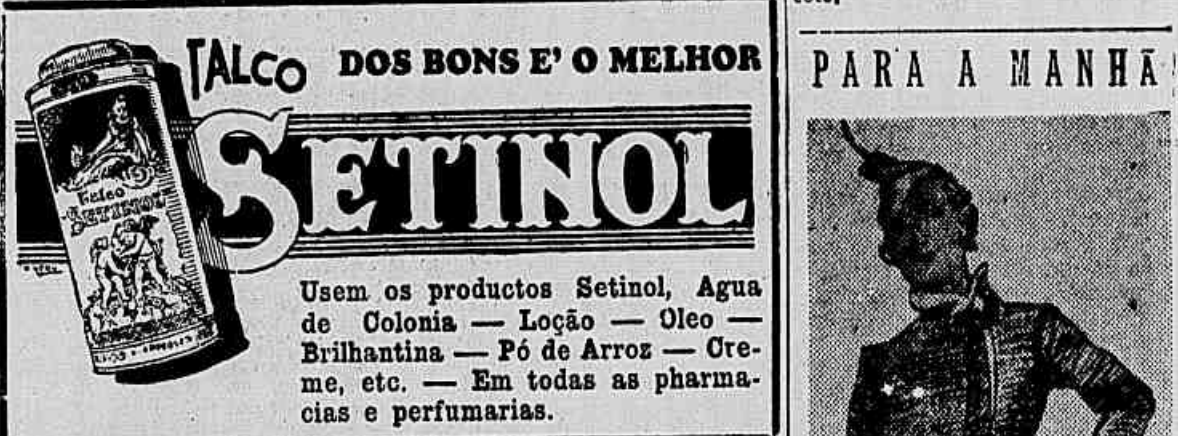 TALCO DOS BONS E' O MELHOR
SETINOL
Talco
SETINOL
Usem os productos Setinol, Agua
de Colonia — Loção — Oleo —
Brilhantina — Pó de Arroz — Cre-
me, etc. — Em todas as pharma-
cias e perfumarias.
PARA A MANHÃ